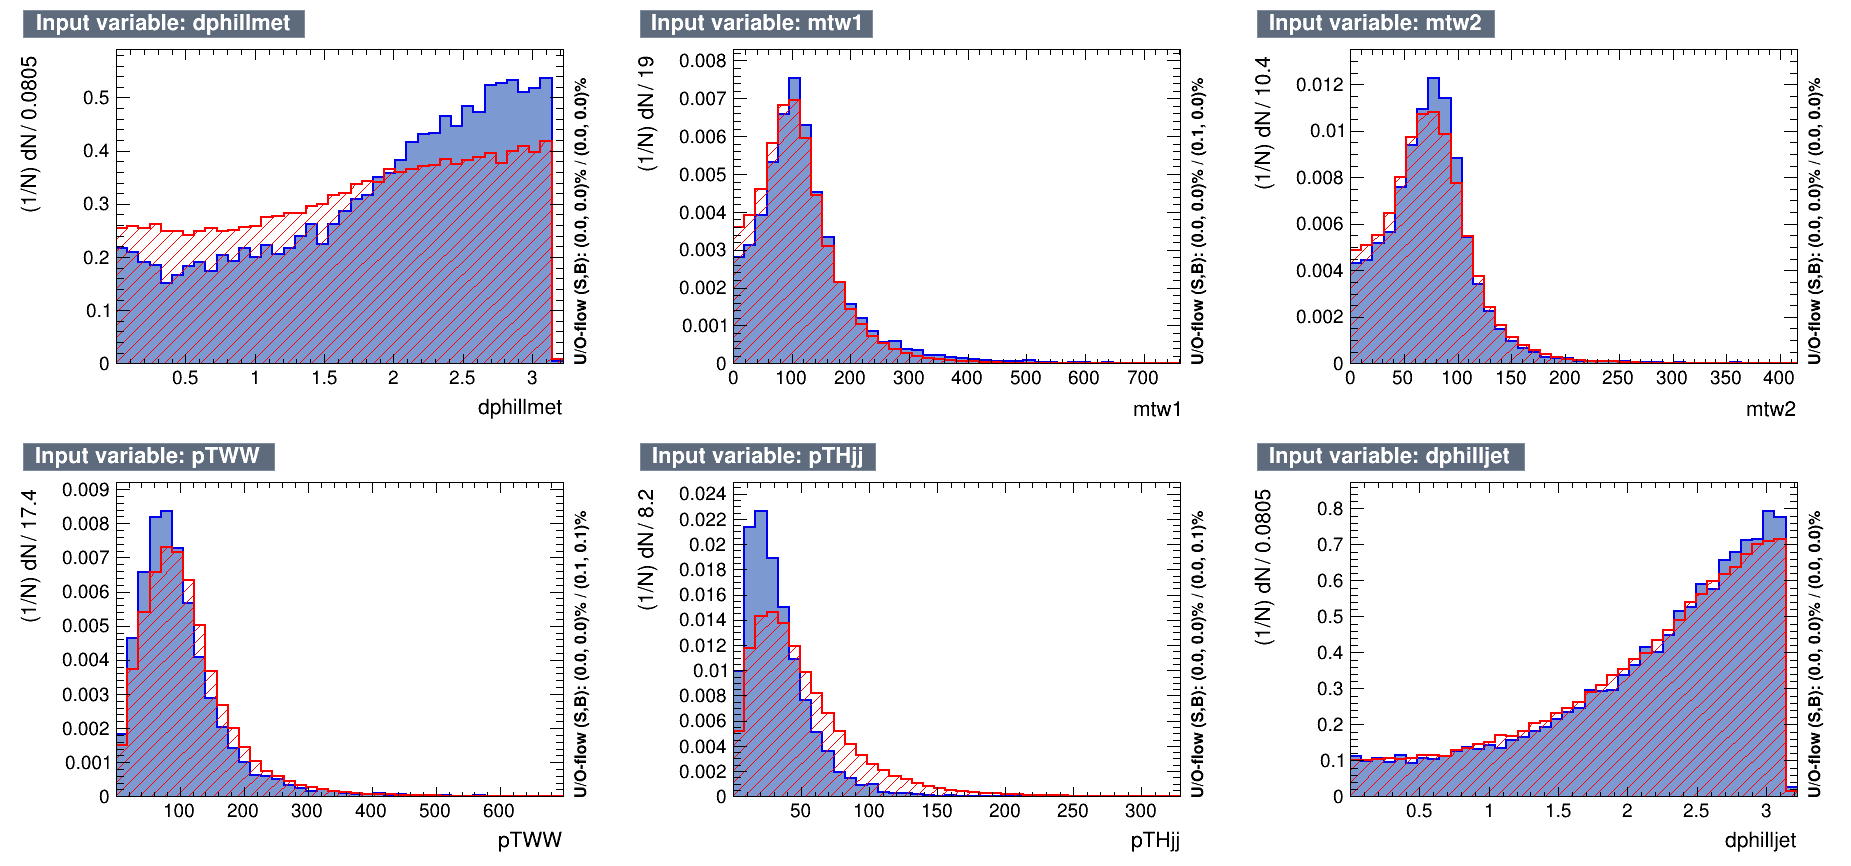 Input variable: dphillmet
(1/N) dN / 0.0805
0.5
0.4
0.3
0.2
0.1
0
0.5 1 1.5 2 2.5 3
dphillmet
U/O-flow (S,B): (0.0, 0.0)% / (0.0, 0.0)%
Input variable: mtw1
(1/N) dN / 19
0.008
0.007
0.006
0.005
0.004
0.003
0.002
0.001
0
0 100 200 300 400 500 600 700
mtw1
U/O-flow (S,B): (0.0, 0.0)% / (0.1, 0.0)%
Input variable: mtw2
(1/N) dN / 10.4
0.012
0.01
0.008
0.006
0.004
0.002
0
0 50 100 150 200 250 300 350 400
mtw2
U/O-flow (S,B): (0.0, 0.0)% / (0.0, 0.0)%
Input variable: pTWW
(1/N) dN / 17.4
0.009
0.008
0.007
0.006
0.005
0.004
0.003
0.002
0.001
0
100 200 300 400 500 600
pTWW
U/O-flow (S,B): (0.0, 0.0)% / (0.1, 0.1)%
Input variable: pTHjj
(1/N) dN / 8.2
0.024
0.022
0.02
0.018
0.016
0.014
0.012
0.01
0.008
0.006
0.004
0.002
0
50 100 150 200 250 300
pTHjj
U/O-flow (S,B): (0.0, 0.0)% / (0.0, 0.1)%
Input variable: dphilljet
(1/N) dN / 0.0805
0.8
0.7
0.6
0.5
0.4
0.3
0.2
0.1
0
0.5 1 1.5 2 2.5 3
dphilljet
U/O-flow (S,B): (0.0, 0.0)% / (0.0, 0.0)%